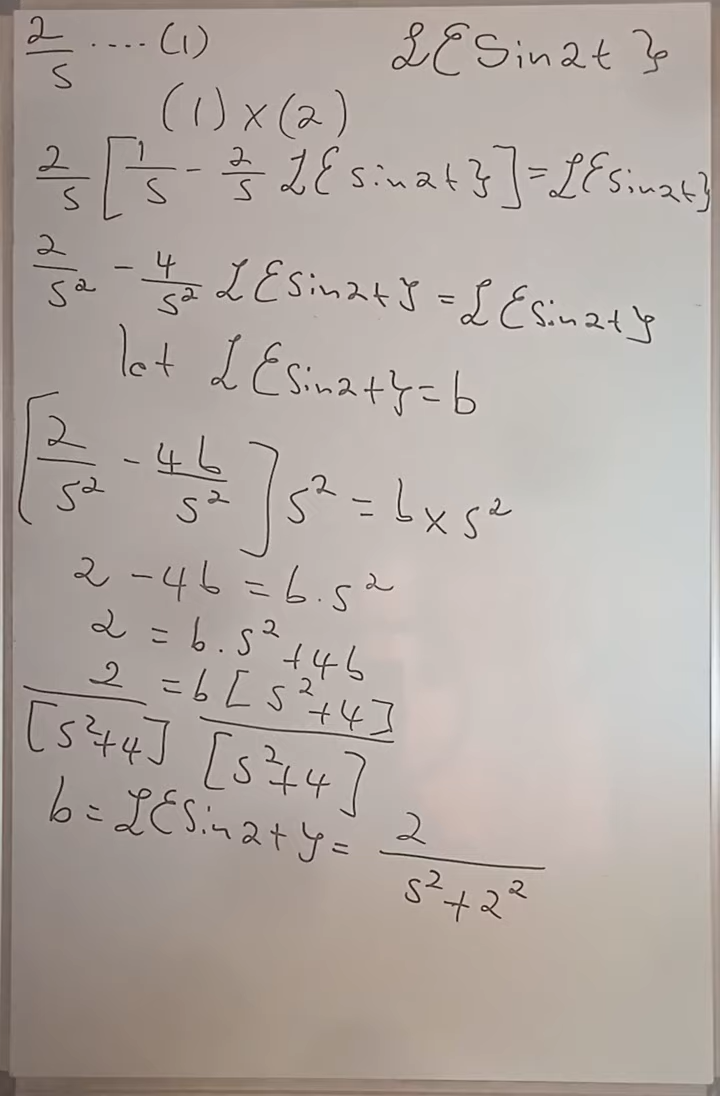 2/s ....(1) ℒ{sin2t}
(1)×(2)
2/s [1/s - 2/s ℒ{sin2t}] = ℒ{sin2t}
2/s² - 4/s² ℒ{sin2t} = ℒ{sin2t}
let ℒ{sin2t} = b
[2/s² - 4b/s²] s² = b × s²
2 - 4b = b.s²
2 = b.s² + 4b
2/[s²+4] = b[s²+4]/[s²+4]
b = ℒ{sin2t} = 2/(s²+2²)